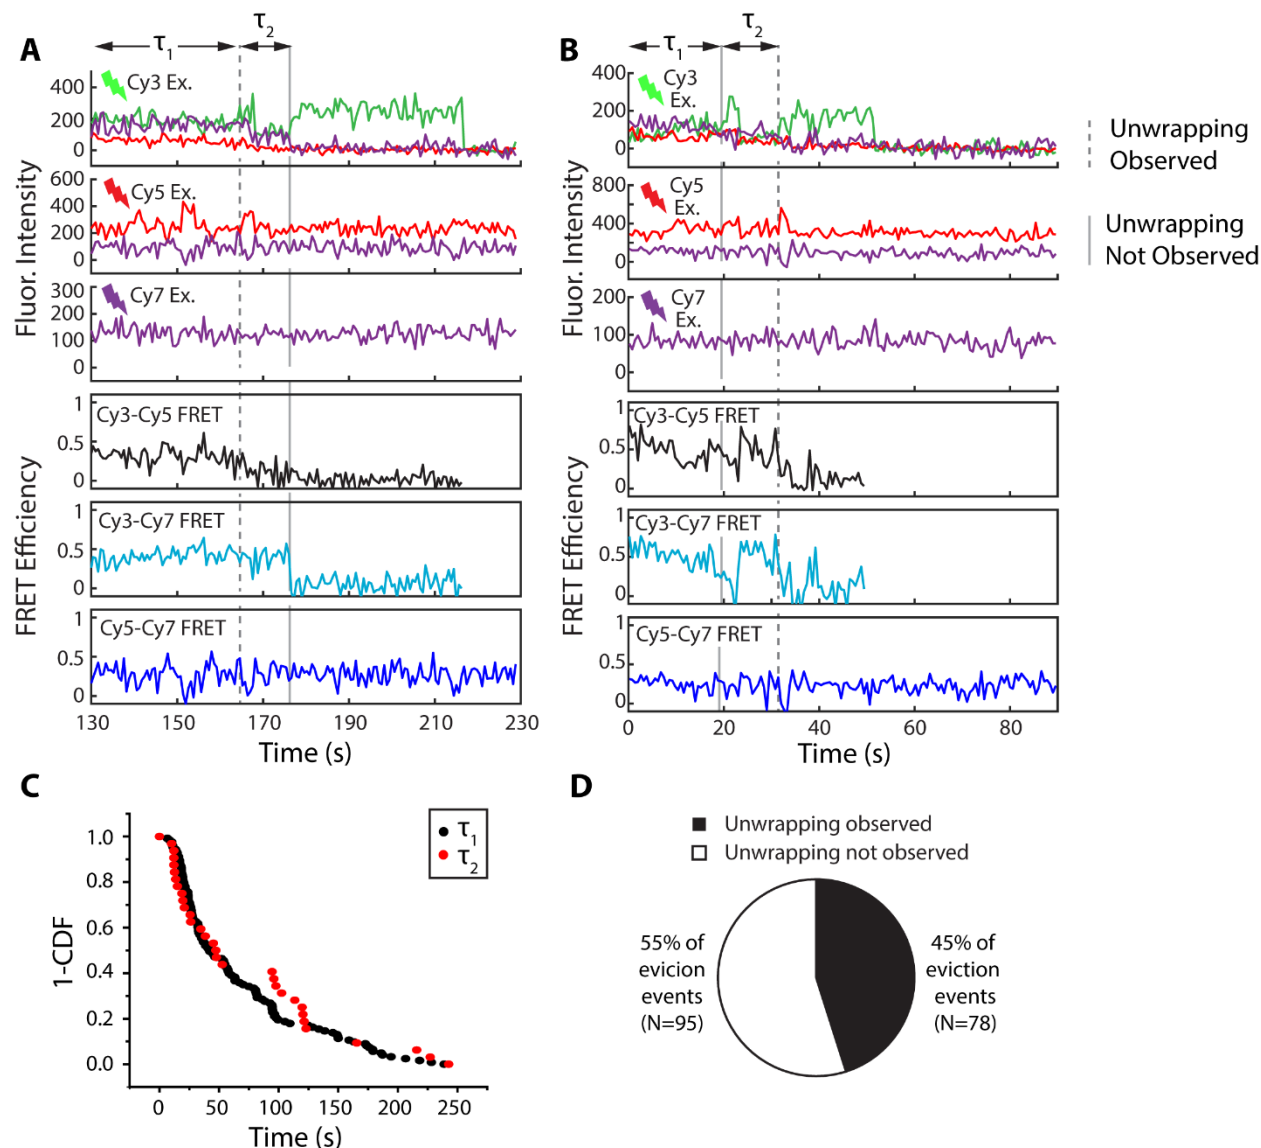 A
τ1
τ2
Cy3 Ex.
400
200
0
Fluor. Intensity
600
400
200
0
Cy5 Ex.
300
200
100
0
Cy7 Ex.
FRET Efficiency
1
0.5
0
Cy3-Cy5 FRET
1
0.5
0
Cy3-Cy7 FRET
1
0.5
0
Cy5-Cy7 FRET
130 150 170 190 210 230
Time (s)
B
τ1
τ2
Cy3
Ex.
400
200
0
Fluor. Intensity
800
400
0
Cy5
Ex.
200
100
0
Cy7
Ex.
FRET Efficiency
1
0.5
0
Cy3-Cy5 FRET
1
0.5
0
Cy3-Cy7 FRET
1
0.5
0
Cy5-Cy7 FRET
0 20 40 60 80
Time (s)
Unwrapping
Observed
Unwrapping
Not Observed
C
τ1
τ2
1-CDF
1.0
0.8
0.6
0.4
0.2
0.0
0 50 100 150 200 250
Time (s)
D
Unwrapping observed
Unwrapping not observed
55% of
evicion
events
(N=95)
45% of
eviction
events
(N=78)